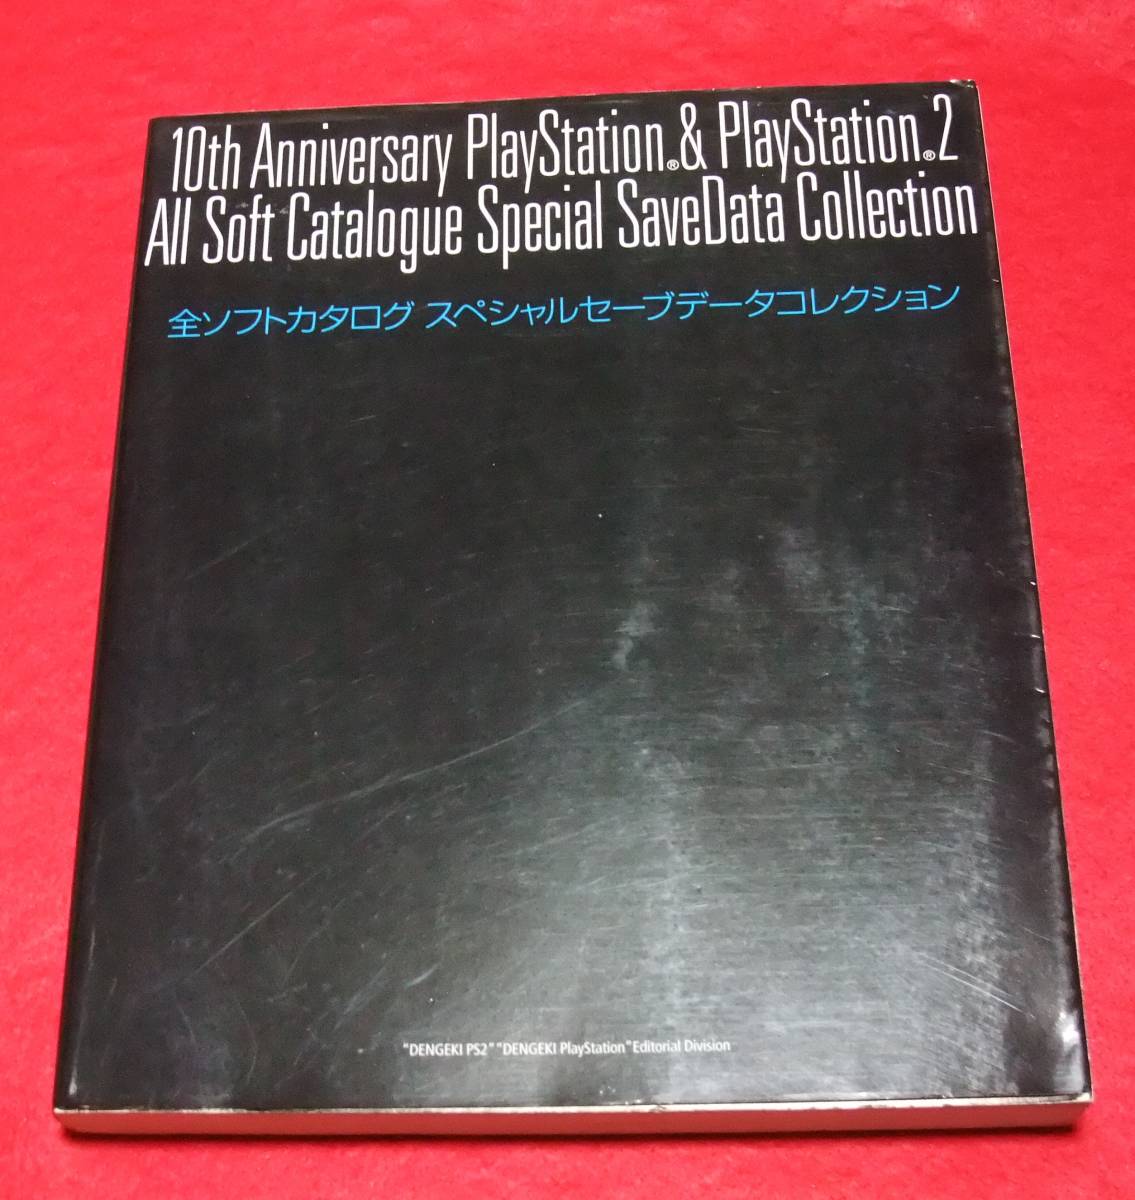 10th Anniversary PlayStation® & PlayStation®2
All Soft Catalogue Special SaveData Collection
全ソフトカタログ スペシャルセーブデータコレクション
"DENGEKI PS2" "DENGEKI PlayStation" Editorial Division